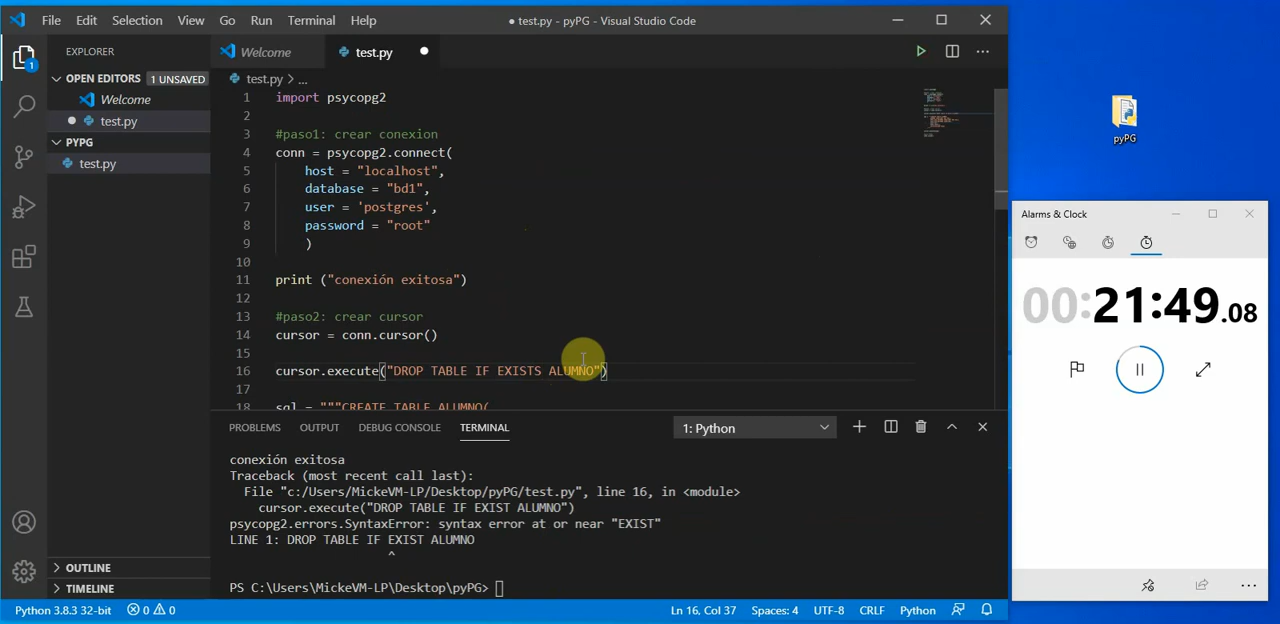 File Edit Selection View Go Run Terminal Help
● test.py - pyPG - Visual Studio Code
EXPLORER
OPEN EDITORS 1 UNSAVED
Welcome
test.py
PYPG
test.py
OUTLINE
TIMELINE
1
Welcome
test.py
test.py > ...
1 import psycopg2
2
3 #paso1: crear conexion
4 conn = psycopg2.connect(
5 host = "localhost",
6 database = "bd1",
7 user = 'postgres',
8 password = "root"
9 )
10
11 print ("conexión exitosa")
12
13 #paso2: crear cursor
14 cursor = conn.cursor()
15
16 cursor.execute("DROP TABLE IF EXISTS ALUMNO")
17
18 sql = """CREATE TABLE ALUMNO(
PROBLEMS OUTPUT DEBUG CONSOLE TERMINAL
1: Python
conexión exitosa
Traceback (most recent call last):
File "c:/Users/MickeVM-LP/Desktop/pyPG/test.py", line 16, in <module>
cursor.execute("DROP TABLE IF EXIST ALUMNO")
psycopg2.errors.SyntaxError: syntax error at or near "EXIST"
LINE 1: DROP TABLE IF EXIST ALUMNO
^
PS C:\Users\MickeVM-LP\Desktop\pyPG>
Python 3.8.3 32-bit 0 0 Ln 16, Col 37 Spaces: 4 UTF-8 CRLF Python
pyPG
Alarms & Clock
00:21:49.08